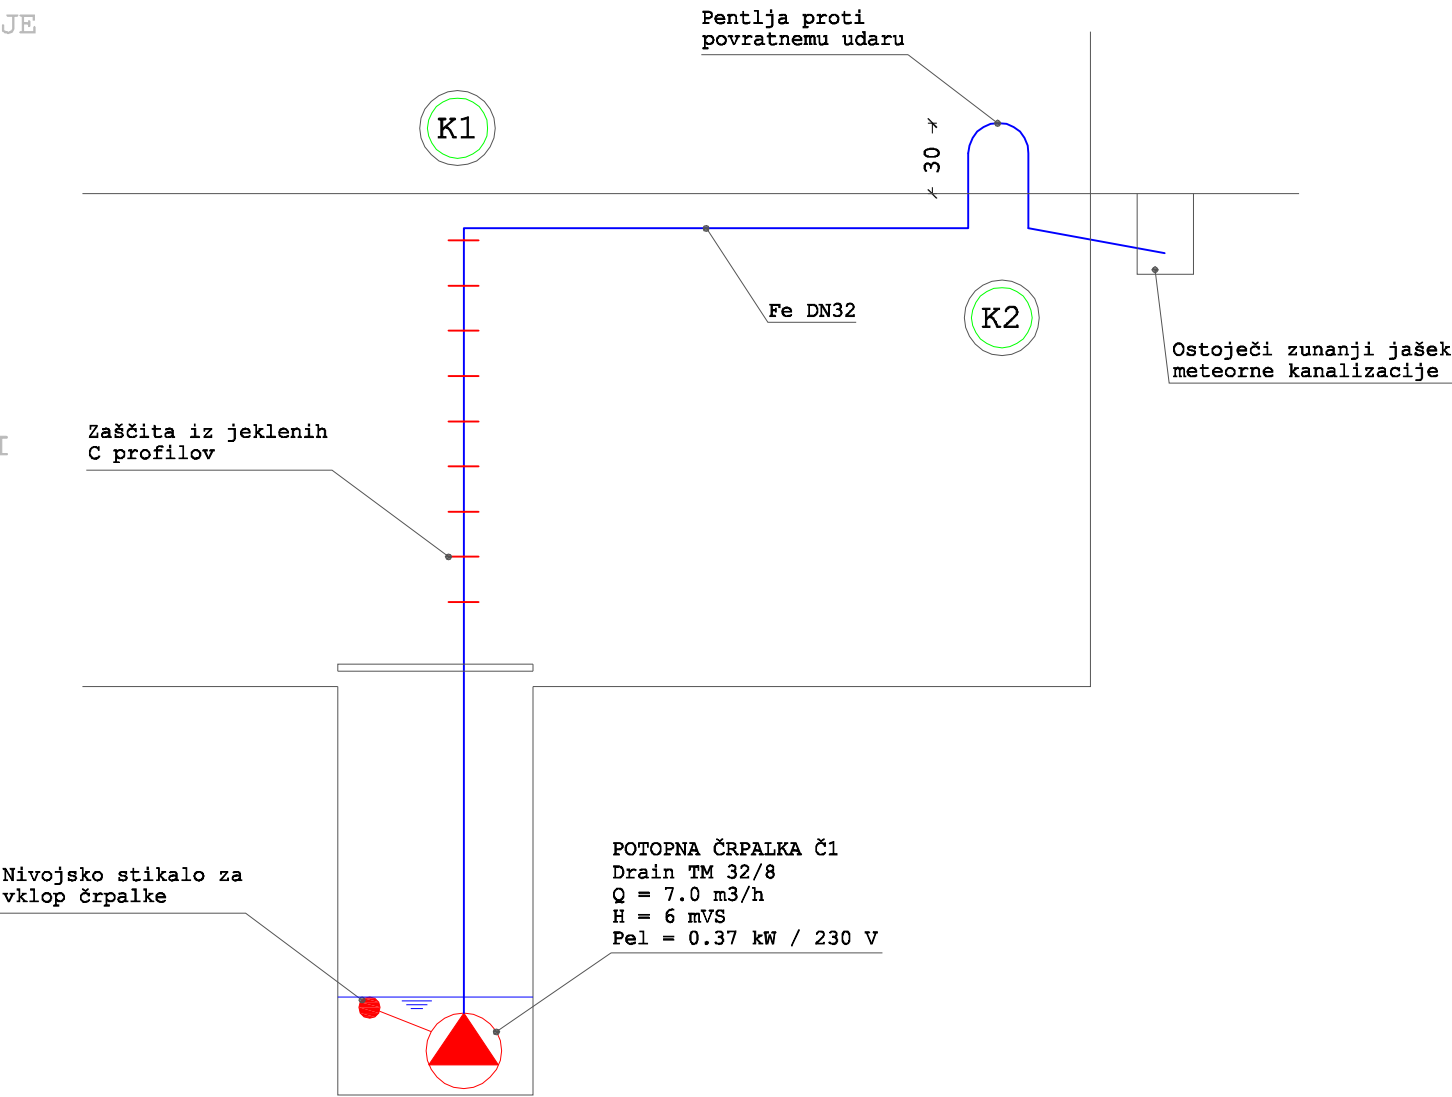 JE
Pentlja proti
povratnemu udaru
K1
30
Fe DN32
K2
Ostoječi zunanji jašek
meteorne kanalizacije
Zaščita iz jeklenih
C profilov
POTOPNA ČRPALKA Č1
Drain TM 32/8
Q = 7.0 m3/h
H = 6 mVS
Pel = 0.37 kW / 230 V
Nivojsko stikalo za
vklop črpalke